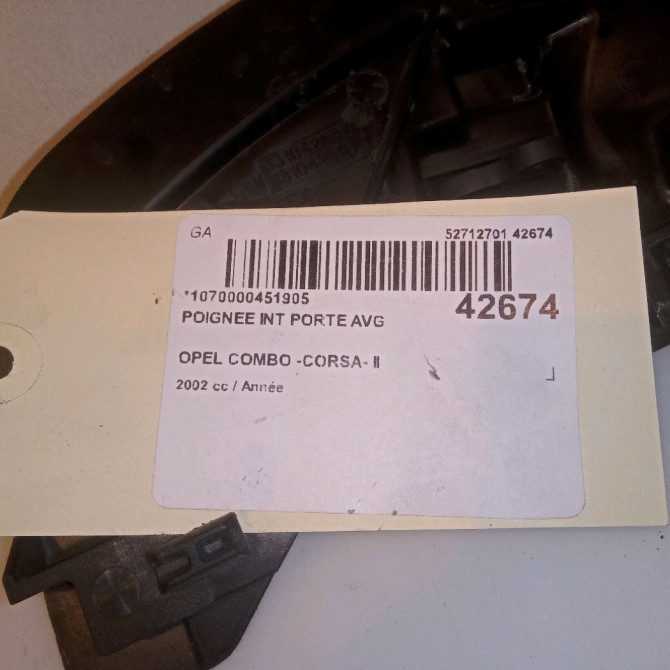 GA 52712701 42674
*1070000451905 42674
POIGNEE INT PORTE AVG
OPEL COMBO -CORSA- II
2002 cc / Année